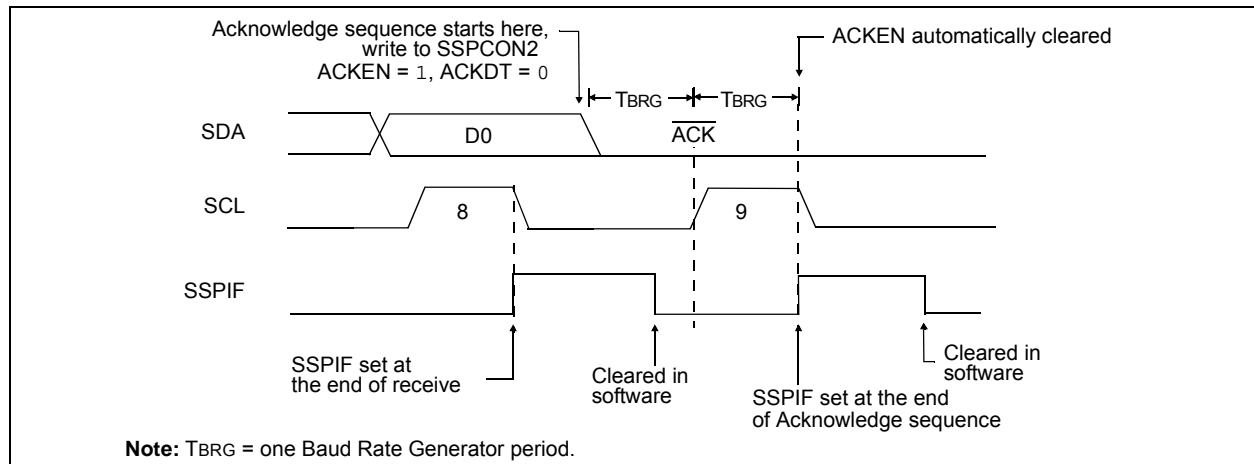 Acknowledge sequence starts here,
write to SSPCON2
ACKEN = 1, ACKDT = 0
ACKEN automatically cleared
TBRG
TBRG
SDA
D0
ACK
SCL
8
9
SSPIF
SSPIF set at
the end of receive
Cleared in
software
SSPIF set at the end
of Acknowledge sequence
Cleared in
software
Note: TBRG = one Baud Rate Generator period.